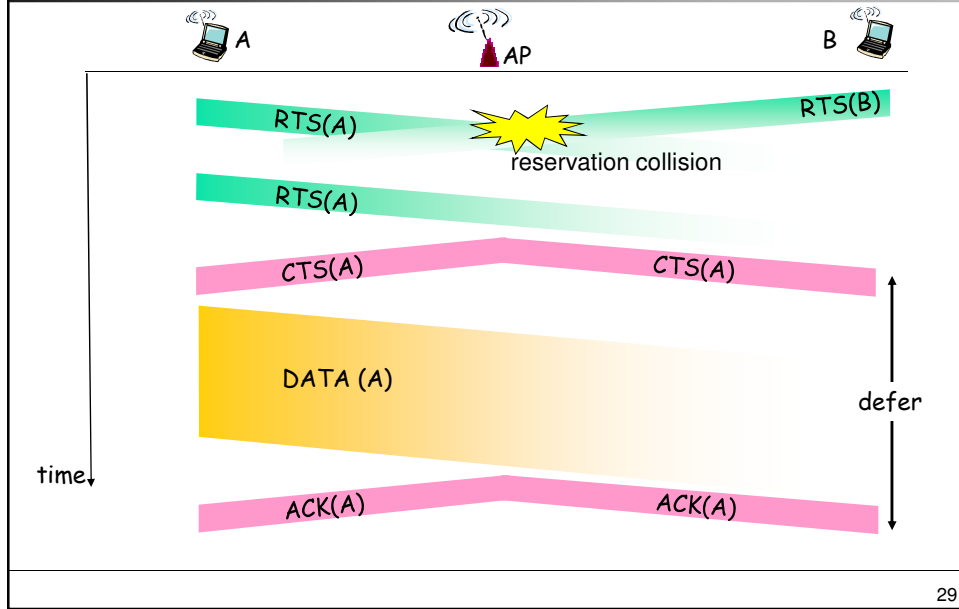 A
AP
B
RTS(A)
RTS(B)
reservation collision
RTS(A)
CTS(A)
CTS(A)
DATA (A)
defer
time
ACK(A)
ACK(A)
29